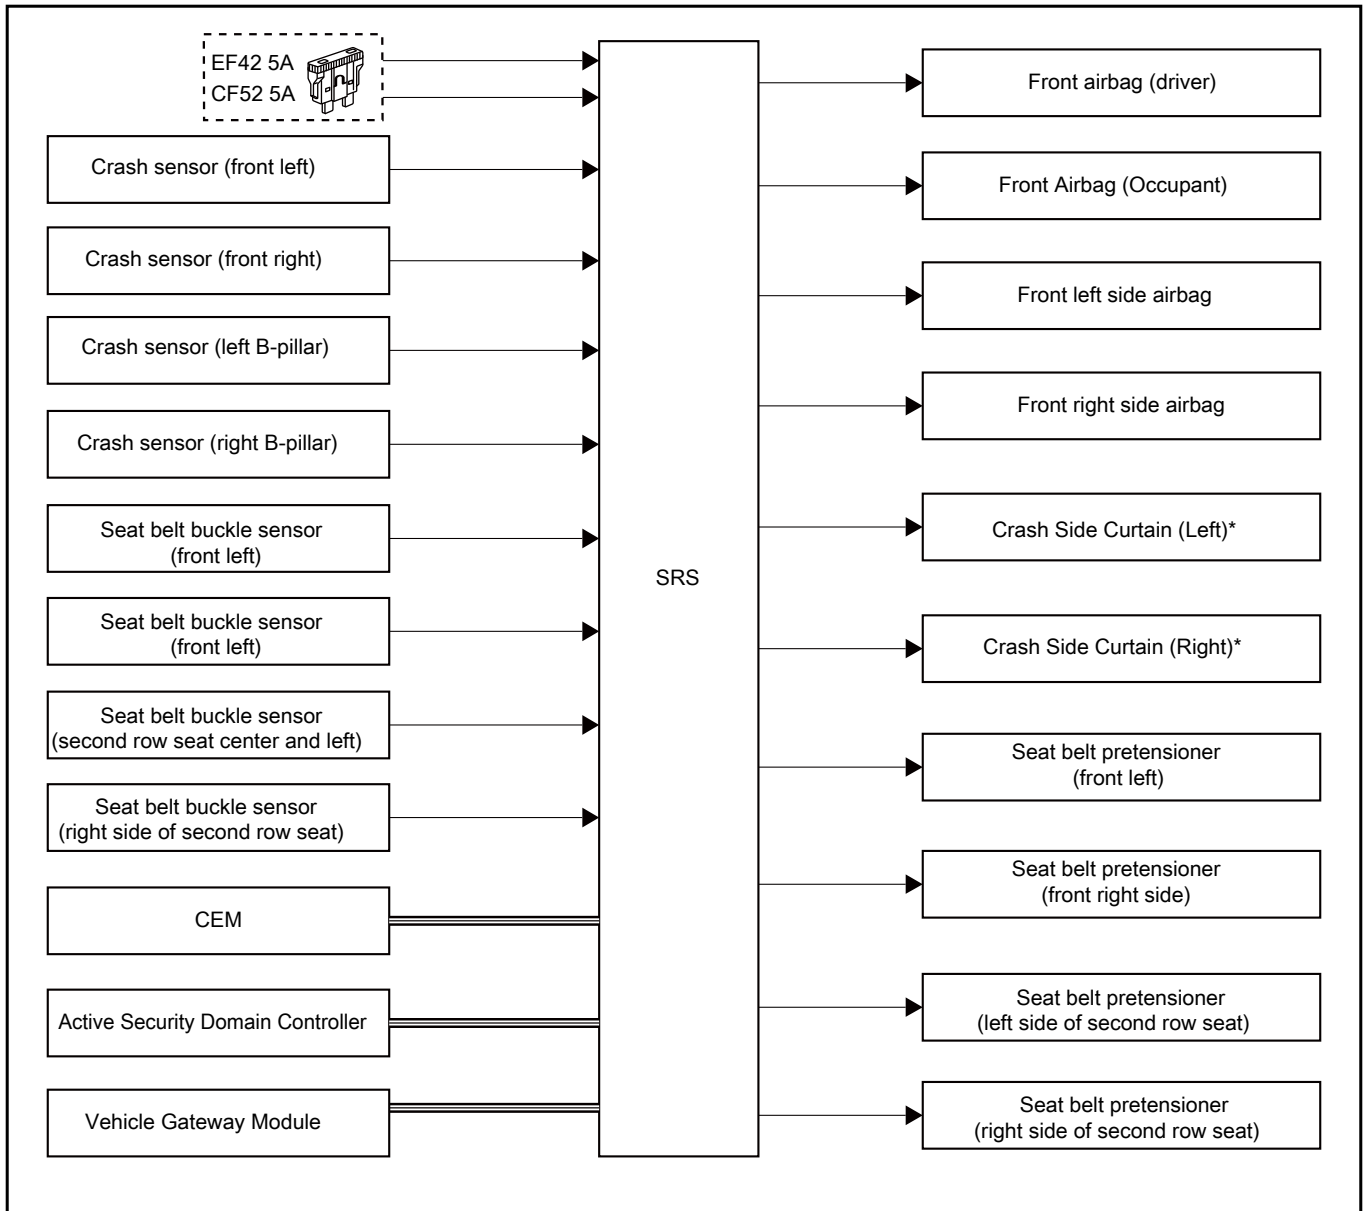 EF42 5A
CF52 5A
Crash sensor (front left)
Crash sensor (front right)
Crash sensor (left B-pillar)
Crash sensor (right B-pillar)
Seat belt buckle sensor
(front left)
Seat belt buckle sensor
(front left)
Seat belt buckle sensor
(second row seat center and left)
Seat belt buckle sensor
(right side of second row seat)
CEM
Active Security Domain Controller
Vehicle Gateway Module
SRS
Front airbag (driver)
Front Airbag (Occupant)
Front left side airbag
Front right side airbag
Crash Side Curtain (Left)*
Crash Side Curtain (Right)*
Seat belt pretensioner
(front left)
Seat belt pretensioner
(front right side)
Seat belt pretensioner
(left side of second row seat)
Seat belt pretensioner
(right side of second row seat)